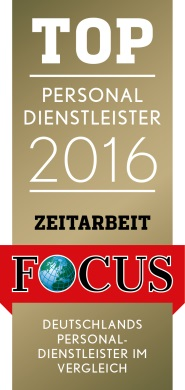 TOP
PERSONAL
DIENSTLEISTER
2016
ZEITARBEIT
FOCUS
DEUTSCHLANDS
PERSONAL-
DIENSTLEISTER IM
VERGLEICH